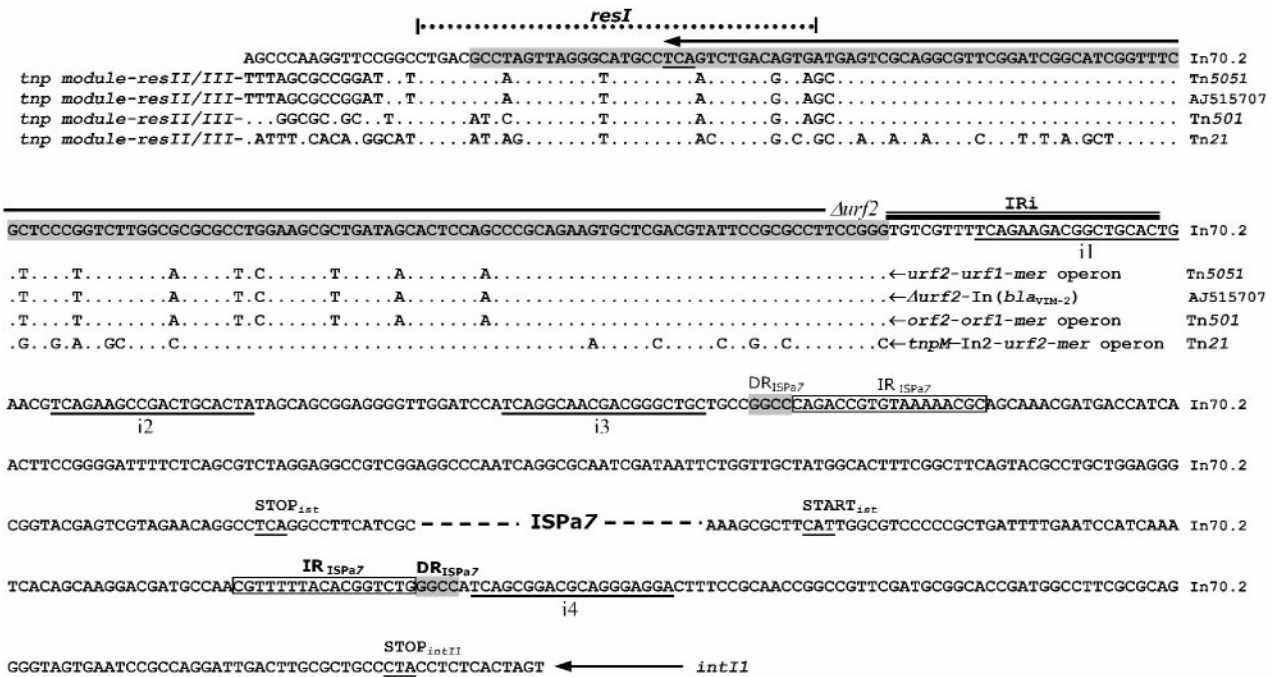 resI
AGCCCAAGGTTCCGGCCTGACGCCTAGTTAGGGCATGCCTCAGTCTGACAGTGATGAGTCGCAGGCGTTCGGATCGGCATCGGTTTC In70.2
tnp module-resII/III-TTTAGCGCCGGAT..T........A.........T.........A.......G..AGC................................. Tn5051
tnp module-resII/III-TTTAGCGCCGGAT..T........A.........T.........A.......G..AGC................................. AJ515707
tnp module-resII/III-...GGCGC.GC..T.......AT.C.........T.........A.......G..AGC................................. Tn501
tnp module-resII/III-.ATTT.CACA.GGCAT.....AT.AG........T.........AC......G.C.GC..A..A...A....C...T.T.A.GCT...... Tn21
Δurf2 IRi
GCTCCCGGTCTTGGCGCGCGCCTGGAAGCGCTGATAGCACTCCAGCCCGCAGAAGTGCTCGACGTATTCCGCGCCTTCCGGGTGTCGTTTTCAGAAGACGGCTGCACTG In70.2
i1
.T...T.......A.....T.C......T.....A.......A..............................←urf2-urf1-mer operon Tn5051
.T...T.......A.....T.C......T.....A.......A..............................←Δurf2-In(blaVIM-2) AJ515707
.T...T.......A.....T.C......T.....A.......A..............................←orf2-orf1-mer operon Tn501
.G..G.A..GC....C......................................A.....C.....C..G..C........C←tnpM-In2-urf2-mer operon Tn21
DRISPa7 IR ISPa7
AACGTCAGAAGCCGACTGCACTATAGCAGCGGAGGGGTTGGATCCATCAGGCAACGACGGGCTGCTGCCGGCCCAGACCGTGTAAAAACGCAGCAAACGATGACCATCA In70.2
i2 i3
ACTTCCGGGGATTTTCTCAGCGTCTAGGAGGCCGTCGGAGGCCCAATCAGGCGCAATCGATAATTCTGGTTGCTATGGCACTTTCGGCTTCAGTACGCCTGCTGGAGGG In70.2
STOPist STARTist
CGGTACGAGTCGTAGAACAGGCCTCAGGCCTTCATCGC – – – – ISPa7 – – – – AAAGCGCTTCATTGGCGTCCCCCGCTGATTTTGAATCCATCAAA In70.2
IR ISPa7 DRISPa7
TCACAGCAAGGACGATGCCAACGTTTTTACACGGTCTGGGCCATCAGCGGACGCAGGGAGGACTTTCCGCAACCGGCCGTTCGATGCGGCACCGATGGCCTTCGCGCAG In70.2
i4
STOPintI1
GGGTAGTGAATCCGCCAGGATTGACTTGCGCTGCCCTACCTCTCACTAGT ← intI1